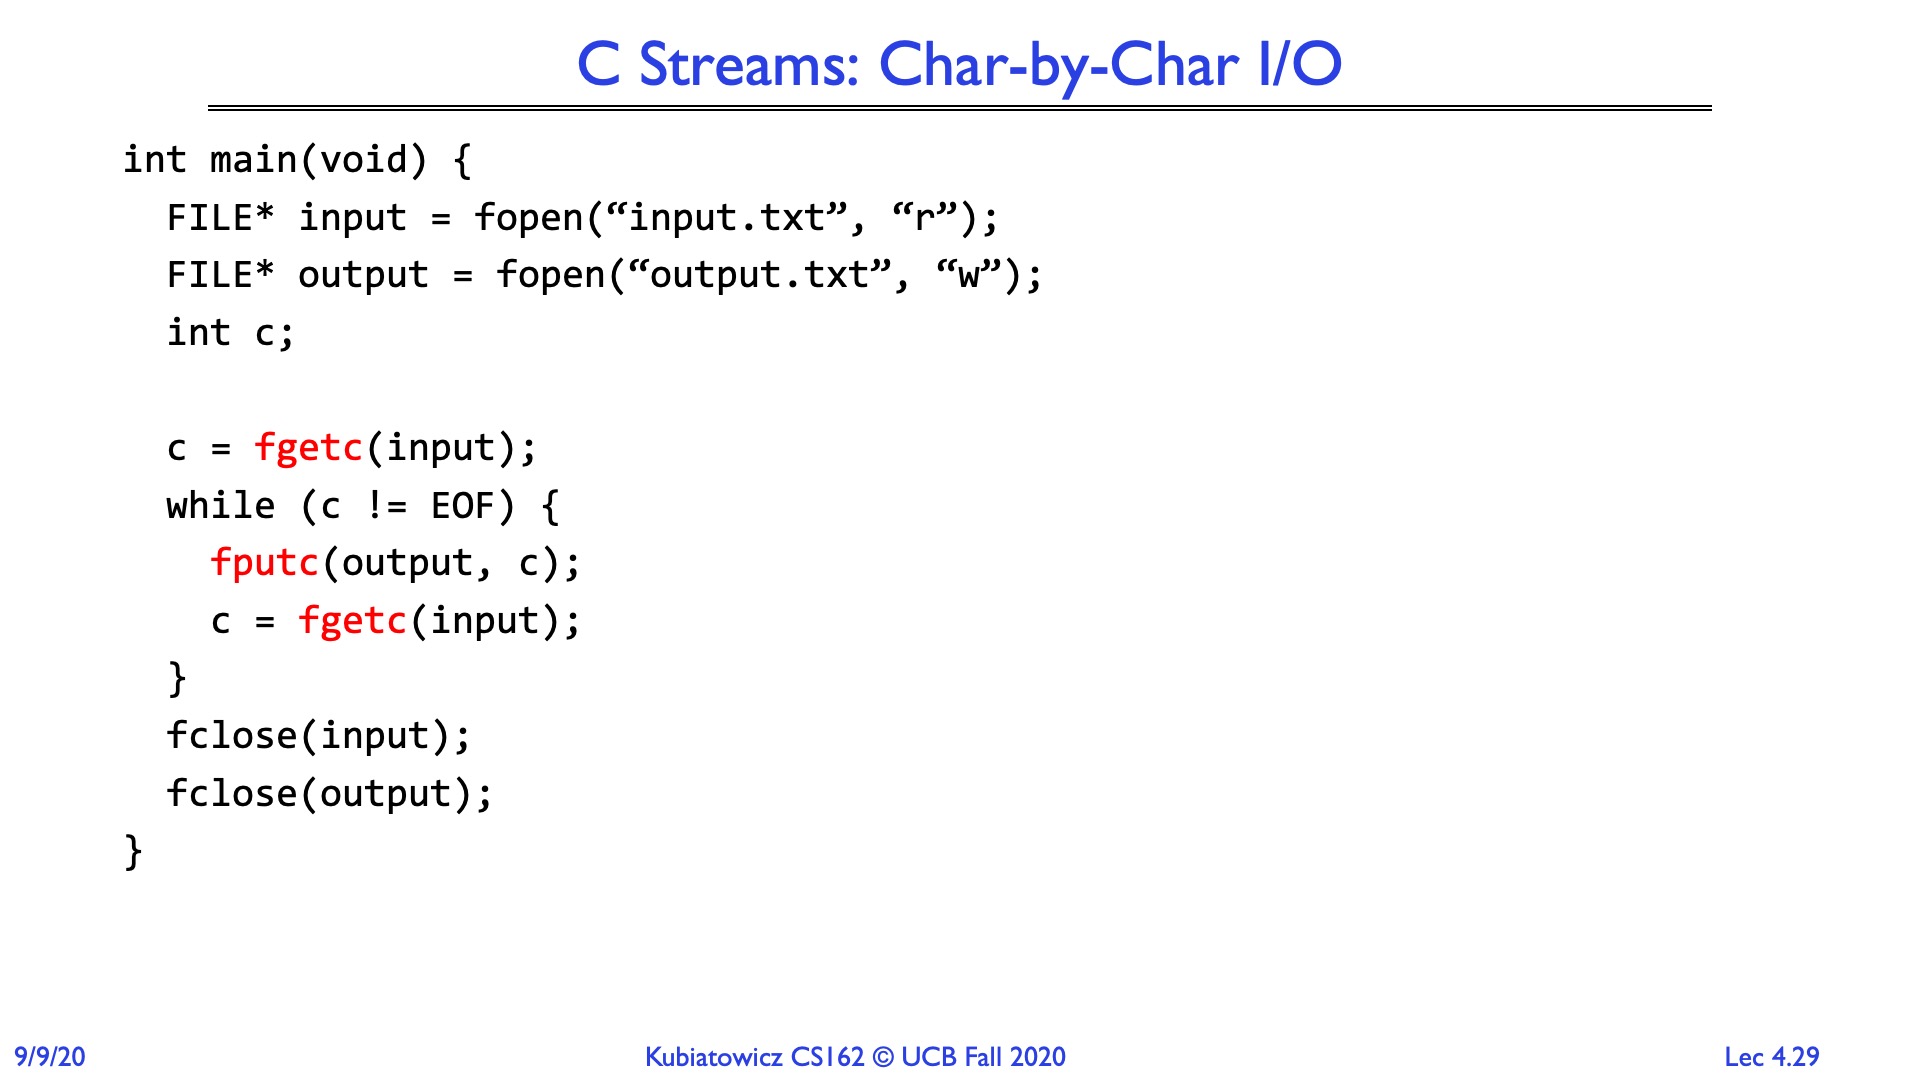 C Streams: Char-by-Char I/O
int main(void) {
FILE* input = fopen(“input.txt”, “r”);
FILE* output = fopen(“output.txt”, “w”);
int c;
c = fgetc(input);
while (c != EOF) {
fputc(output, c);
c = fgetc(input);
}
fclose(input);
fclose(output);
}
9/9/20
Kubiatowicz CS162 © UCB Fall 2020
Lec 4.29